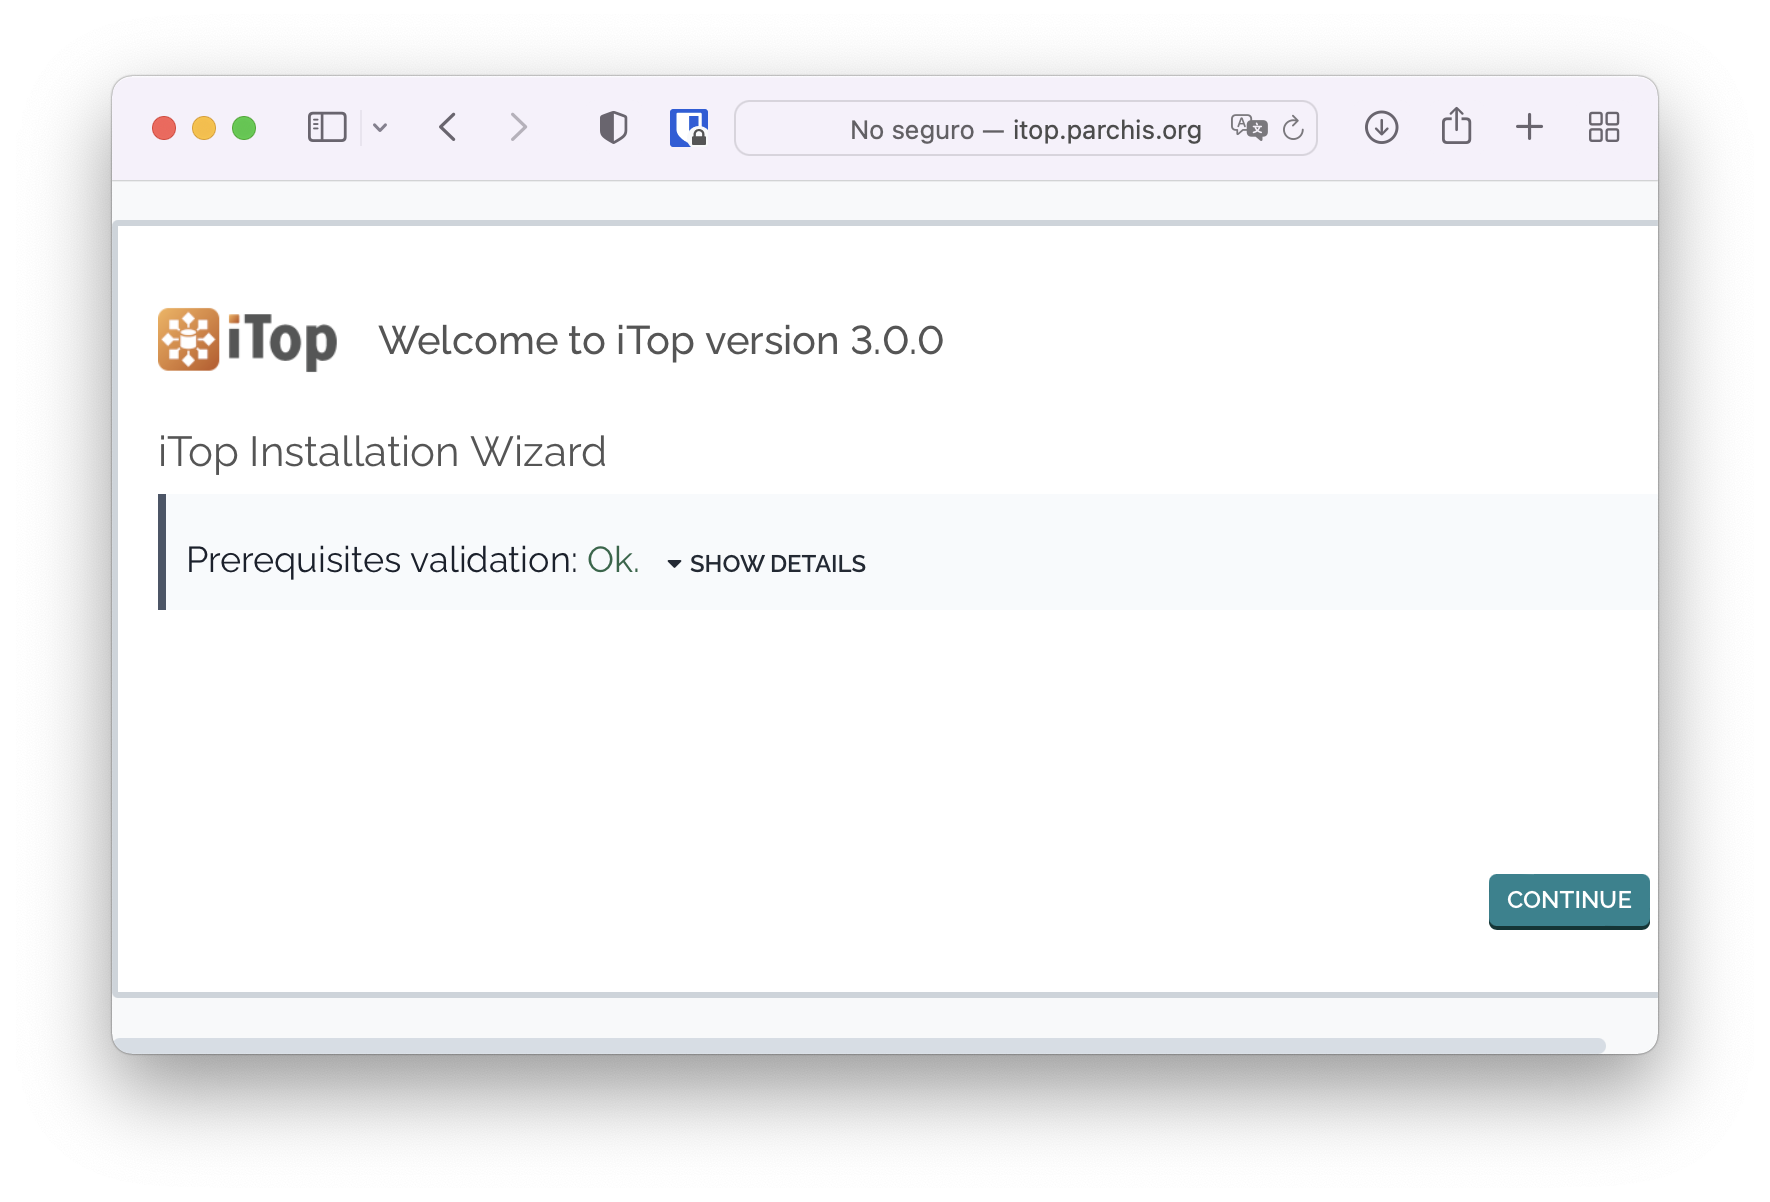 No seguro — itop.parchis.org
iTop
Welcome to iTop version 3.0.0
iTop Installation Wizard
Prerequisites validation: Ok. SHOW DETAILS
CONTINUE